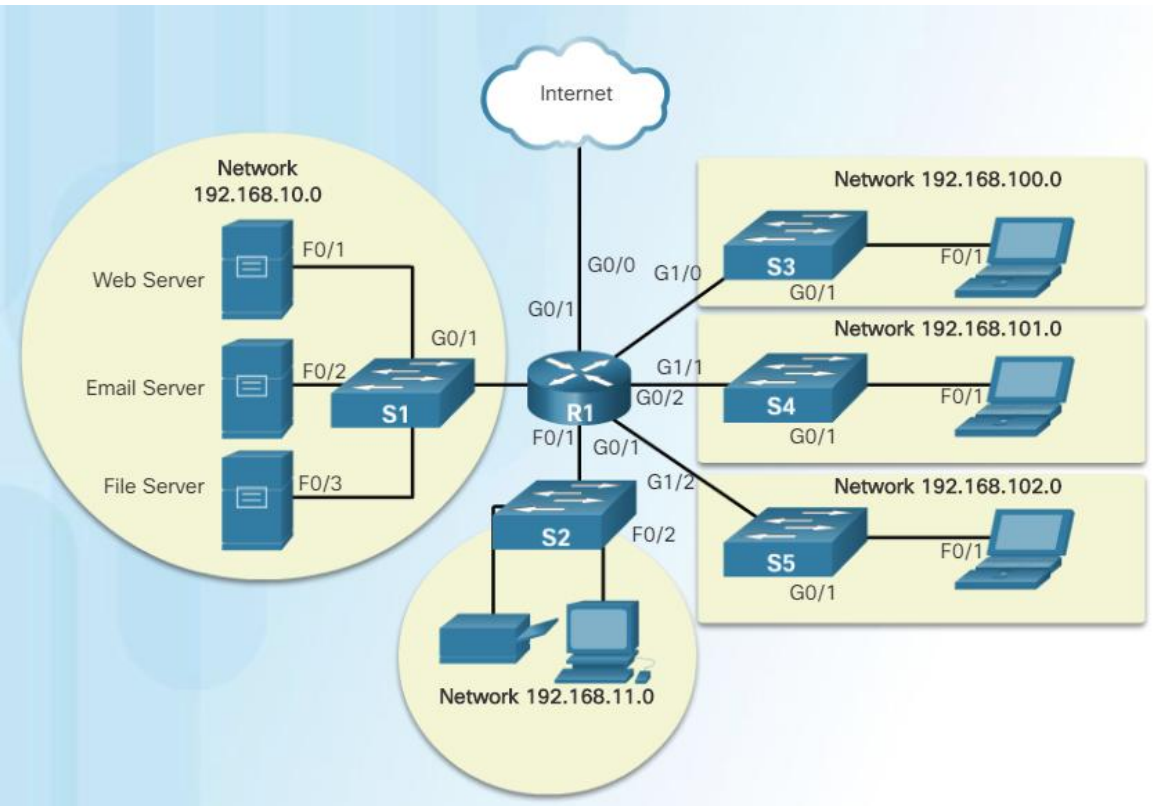 Internet
Network
192.168.10.0
F0/1
Web Server
G0/1
F0/2
Email Server
S1
F0/3
File Server
G0/0
G0/1
G1/0
G1/1
G0/2
R1
F0/1
G0/1
G1/2
S2
F0/2
Network 192.168.11.0
Network 192.168.100.0
S3
F0/1
G0/1
Network 192.168.101.0
S4
F0/1
G0/1
Network 192.168.102.0
S5
F0/1
G0/1